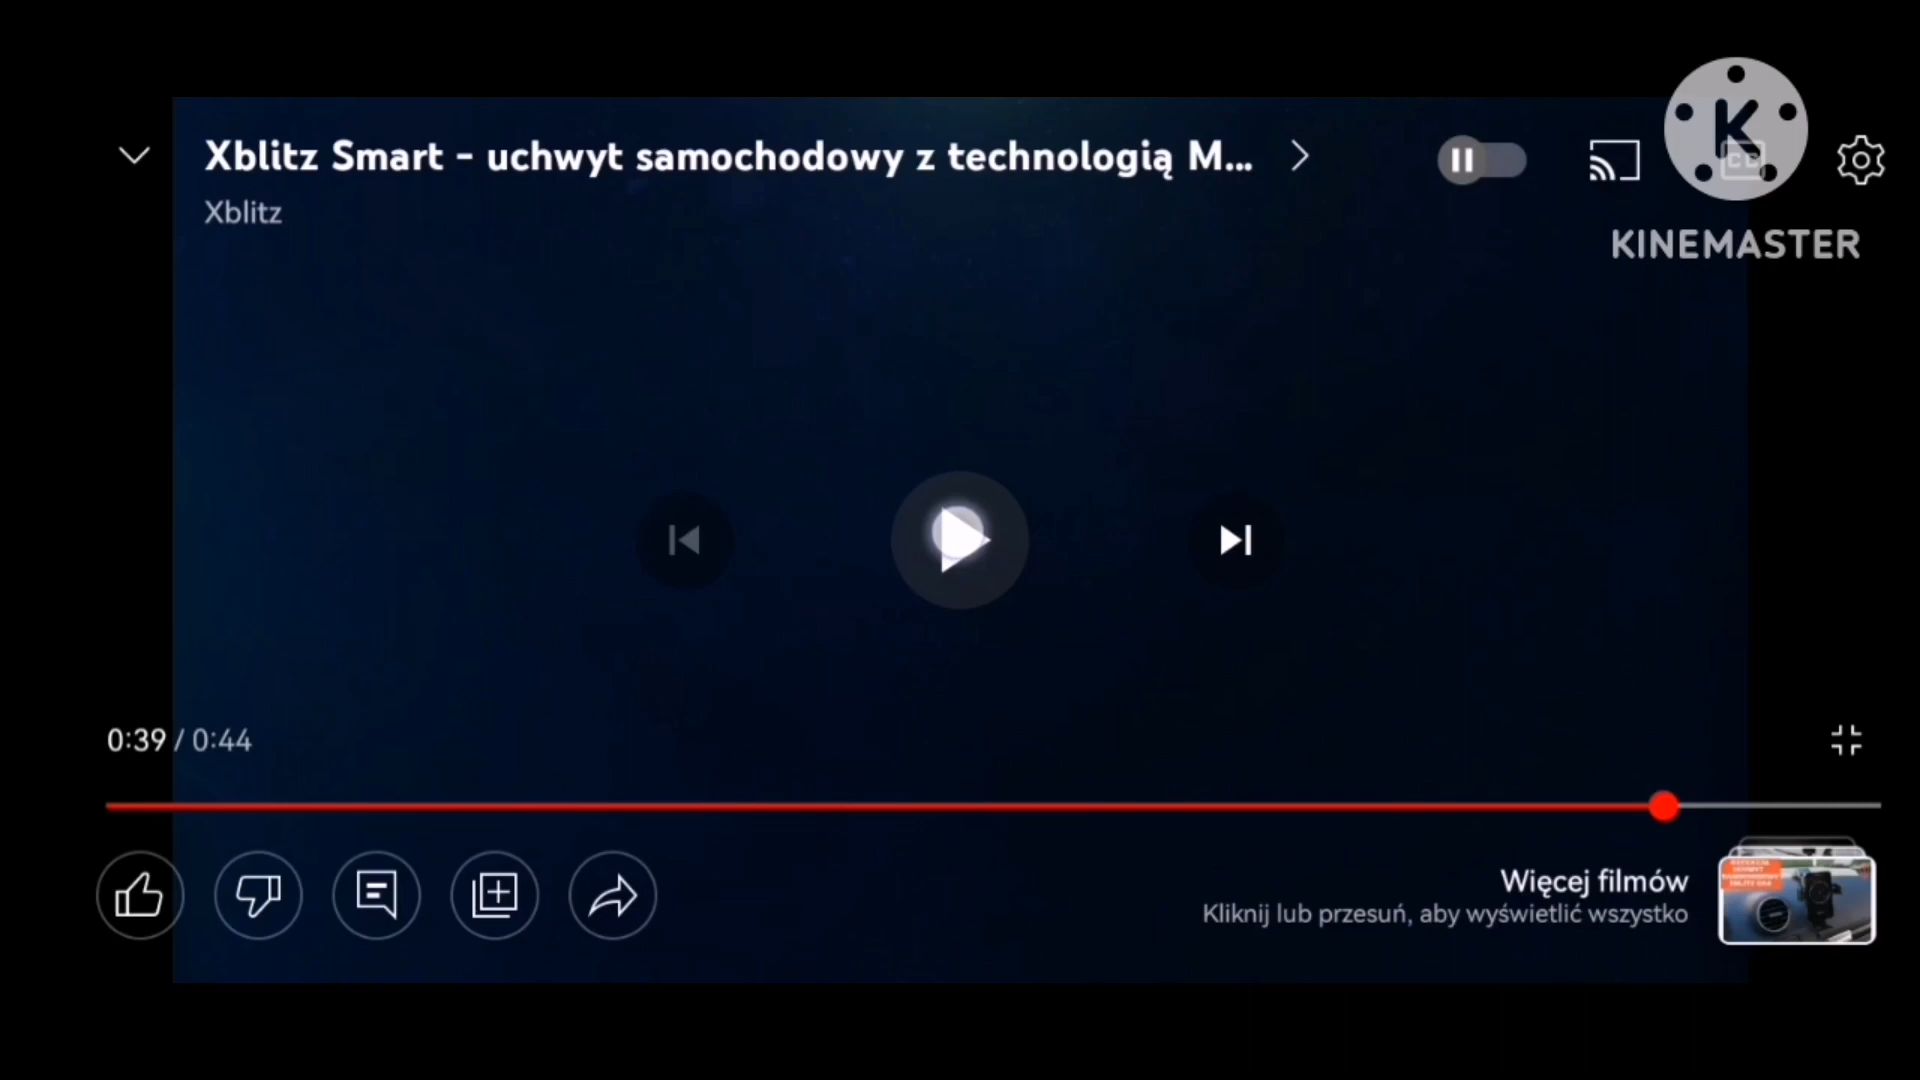 Xblitz Smart - uchwyt samochodowy z technologią M...
Xblitz
CC
K
KINEMASTER
0:39 / 0:44
Więcej filmów
Kliknij lub przesuń, aby wyświetlić wszystko